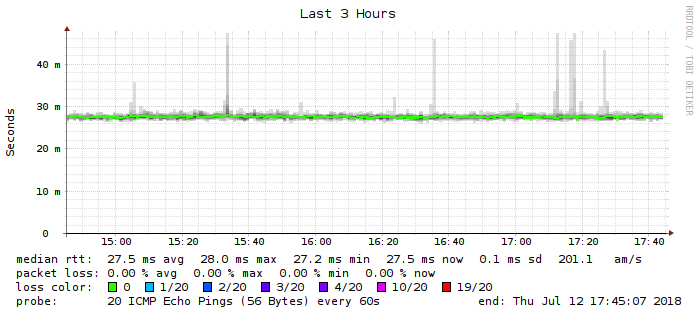 Last 3 Hours
RRDTOOL / TOBI OETIKER
Seconds
40 m
30 m
20 m
10 m
0
15:00 15:20 15:40 16:00 16:20 16:40 17:00 17:20 17:40
median rtt: 27.5 ms avg 28.0 ms max 27.2 ms min 27.5 ms now 0.1 ms sd 201.1 am/s
packet loss: 0.00 % avg 0.00 % max 0.00 % min 0.00 % now
loss color: 0 1/20 2/20 3/20 4/20 10/20 19/20
probe: 20 ICMP Echo Pings (56 Bytes) every 60s end: Thu Jul 12 17:45:07 2018